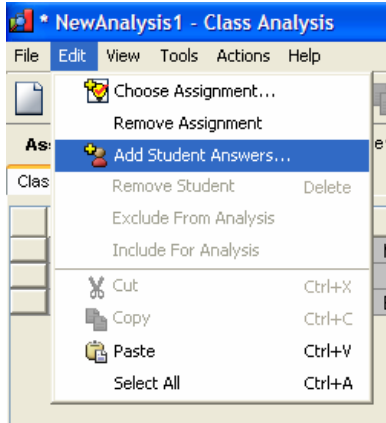 * NewAnalysis1 - Class Analysis
File Edit View Tools Actions Help
Choose Assignment...
Remove Assignment
Add Student Answers...
Remove Student Delete
Exclude From Analysis
Include For Analysis
Cut Ctrl+X
Copy Ctrl+C
Paste Ctrl+V
Select All Ctrl+A